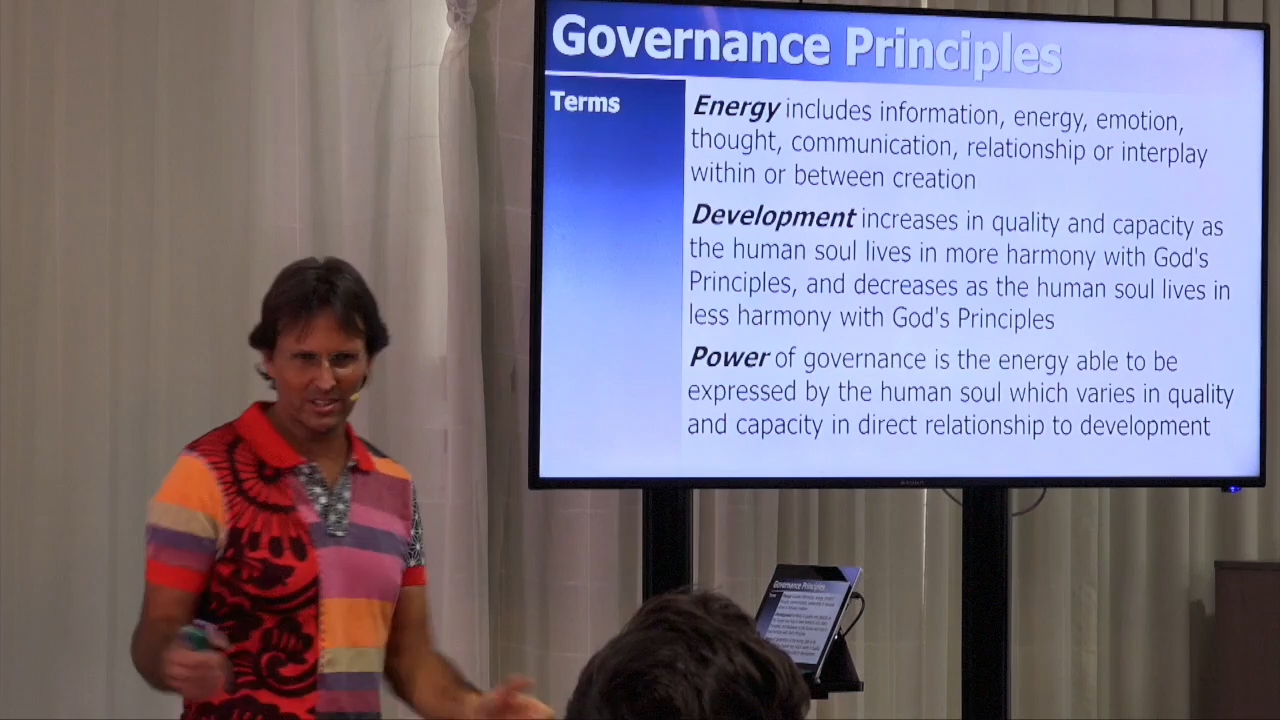 Governance Principles
Terms
Energy includes information, energy, emotion,
thought, communication, relationship or interplay
within or between creation
Development increases in quality and capacity as
the human soul lives in more harmony with God's
Principles, and decreases as the human soul lives in
less harmony with God's Principles
Power of governance is the energy able to be
expressed by the human soul which varies in quality
and capacity in direct relationship to development
Governance Principles